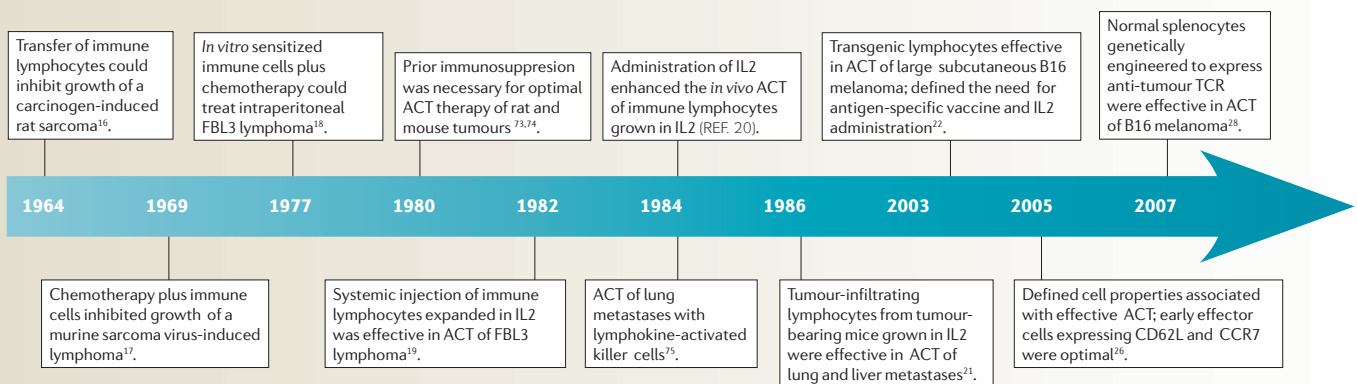 Transfer of immune
lymphocytes could
inhibit growth of a
carcinogen-induced
rat sarcoma¹⁶.
In vitro sensitized
immune cells plus
chemotherapy could
treat intraperitoneal
FBL3 lymphoma¹⁸.
Prior immunosuppresion
was necessary for optimal
ACT therapy of rat and
mouse tumours ⁷³,⁷⁴.
Administration of IL2
enhanced the in vivo ACT
of immune lymphocytes
grown in IL2 (REF. 20).
Transgenic lymphocytes effective
in ACT of large subcutaneous B16
melanoma; defined the need for
antigen-specific vaccine and IL2
administration²².
Normal splenocytes
genetically
engineered to express
anti-tumour TCR
were effective in ACT
of B16 melanoma²⁸.
1964 1969 1977 1980 1982 1984 1986 2003 2005 2007
Chemotherapy plus immune
cells inhibited growth of a
murine sarcoma virus-induced
lymphoma¹⁷.
Systemic injection of immune
lymphocytes expanded in IL2
was effective in ACT of FBL3
lymphoma¹⁹.
ACT of lung
metastases with
lymphokine-activated
killer cells⁷⁵.
Tumour-infiltrating
lymphocytes from tumour-
bearing mice grown in IL2
were effective in ACT of
lung and liver metastases²¹.
Defined cell properties associated
with effective ACT; early effector
cells expressing CD62L and CCR7
were optimal²⁶.